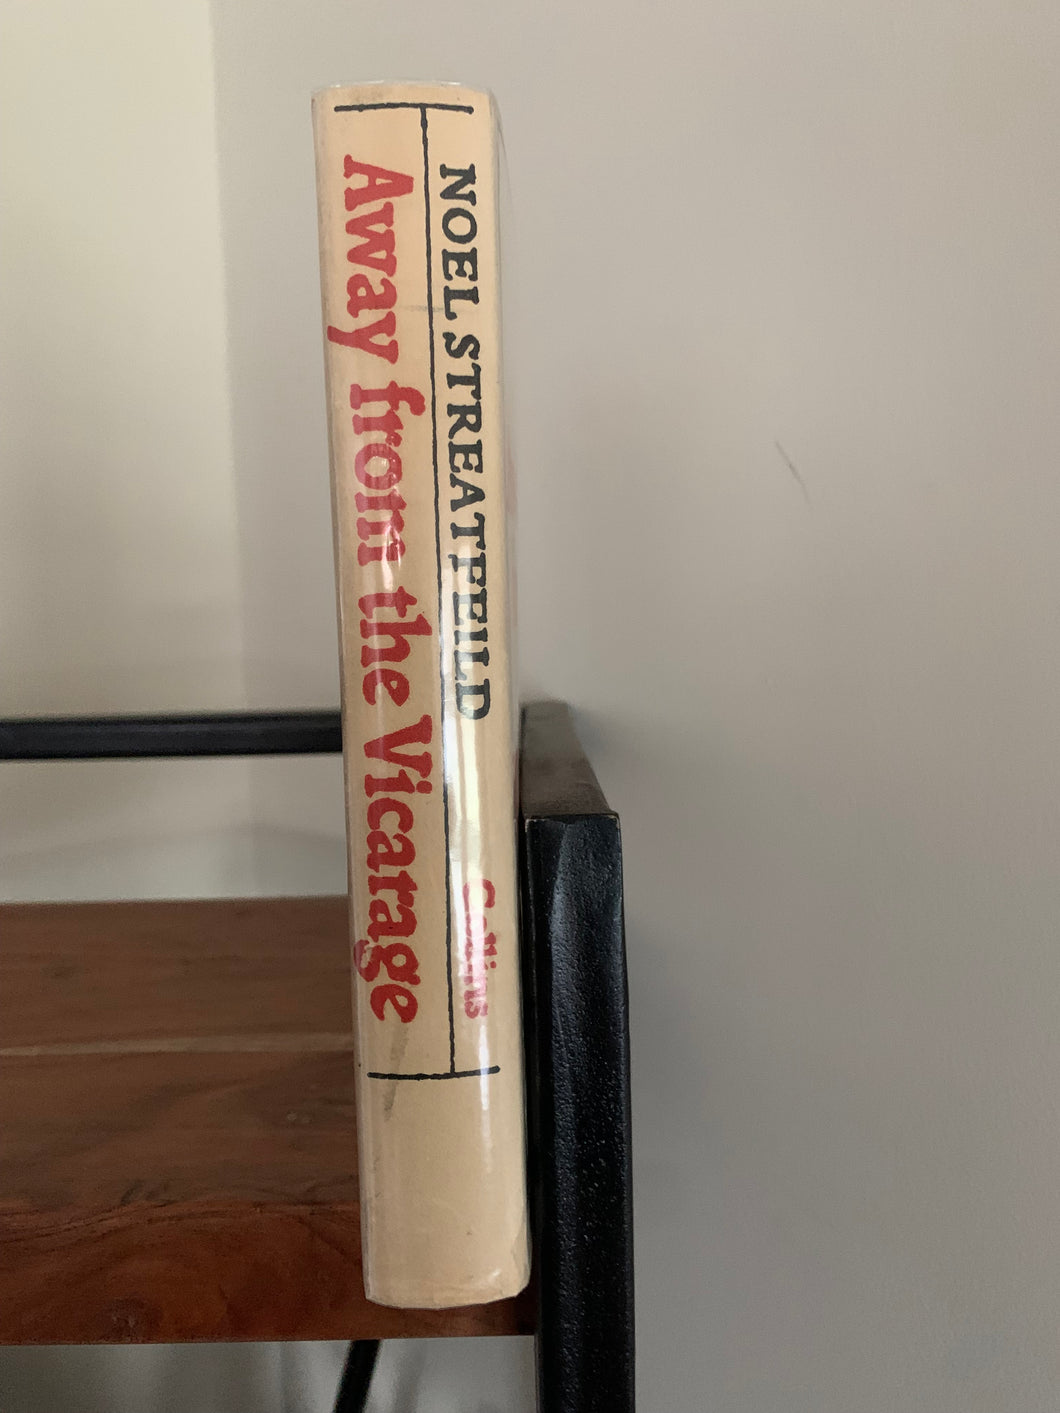 NOEL STREATFEILD
Away from the Vicarage
Collins